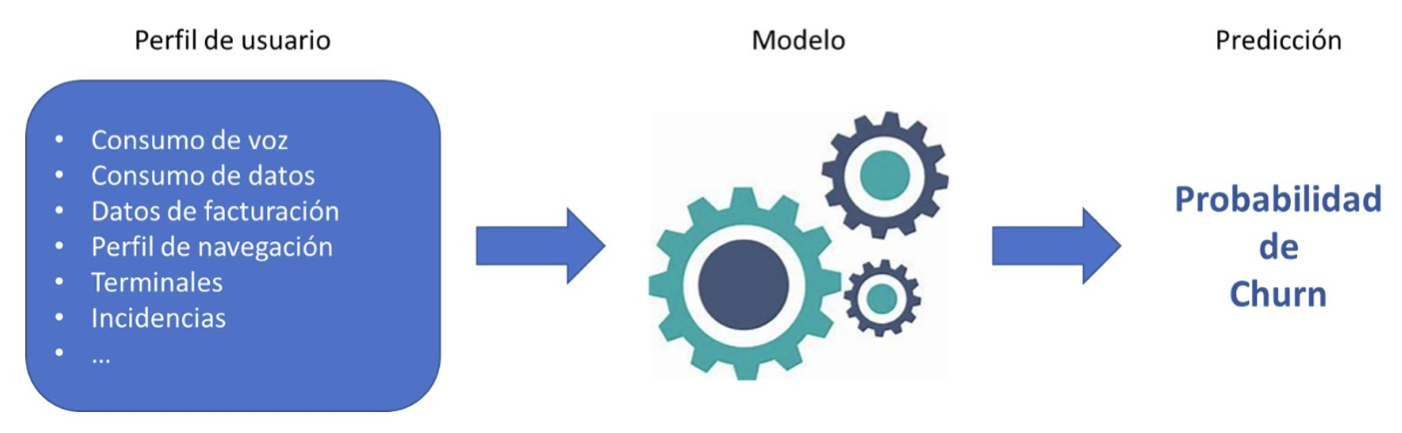 Perfil de usuario
• Consumo de voz
• Consumo de datos
• Datos de facturación
• Perfil de navegación
• Terminales
• Incidencias
• ...
Modelo
Predicción
Probabilidad
de
Churn